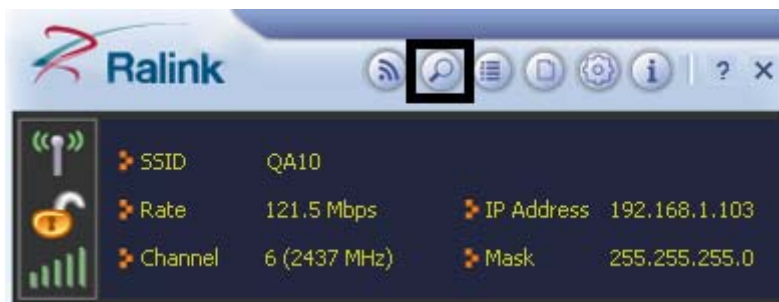 Ralink
i ? ×
SSID QA10
Rate 121.5 Mbps IP Address 192.168.1.103
Channel 6 (2437 MHz) Mask 255.255.255.0